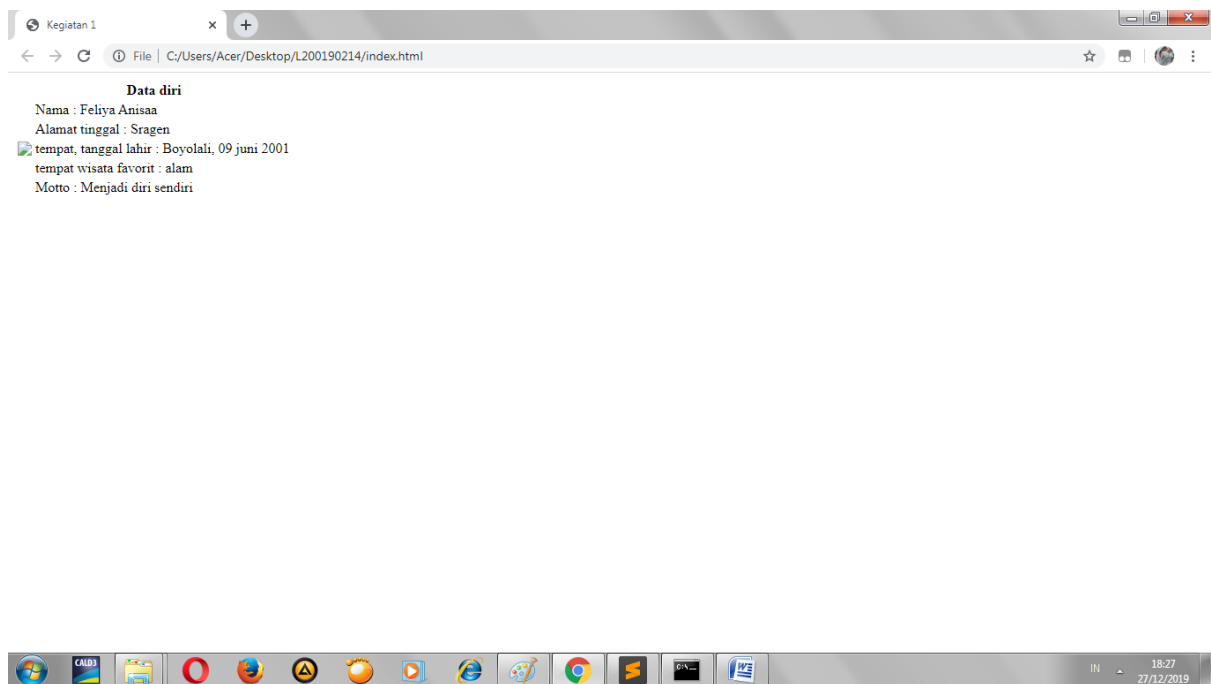 Kegiatan 1
File C:/Users/Acer/Desktop/L200190214/index.html
Data diri
Nama : Feliya Anisaa
Alamat tinggal : Sragen
tempat, tanggal lahir : Boyolali, 09 juni 2001
tempat wisata favorit : alam
Motto : Menjadi diri sendiri
CALD3
C:\._
IN
18:27
27/12/2019